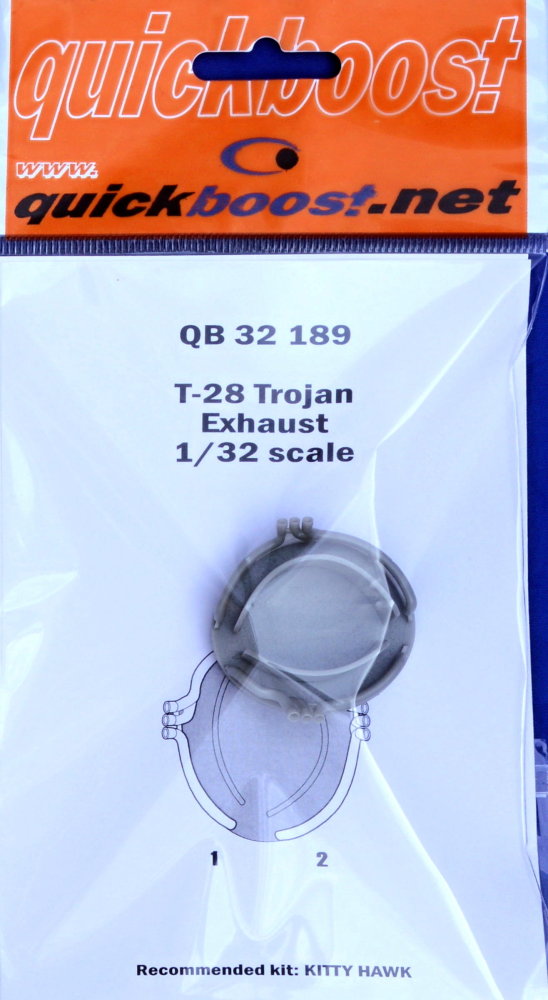 quickboost
www.
quickboost.net
QB 32 189
T-28 Trojan
Exhaust
1/32 scale
1 2
Recommended kit: KITTY HAWK